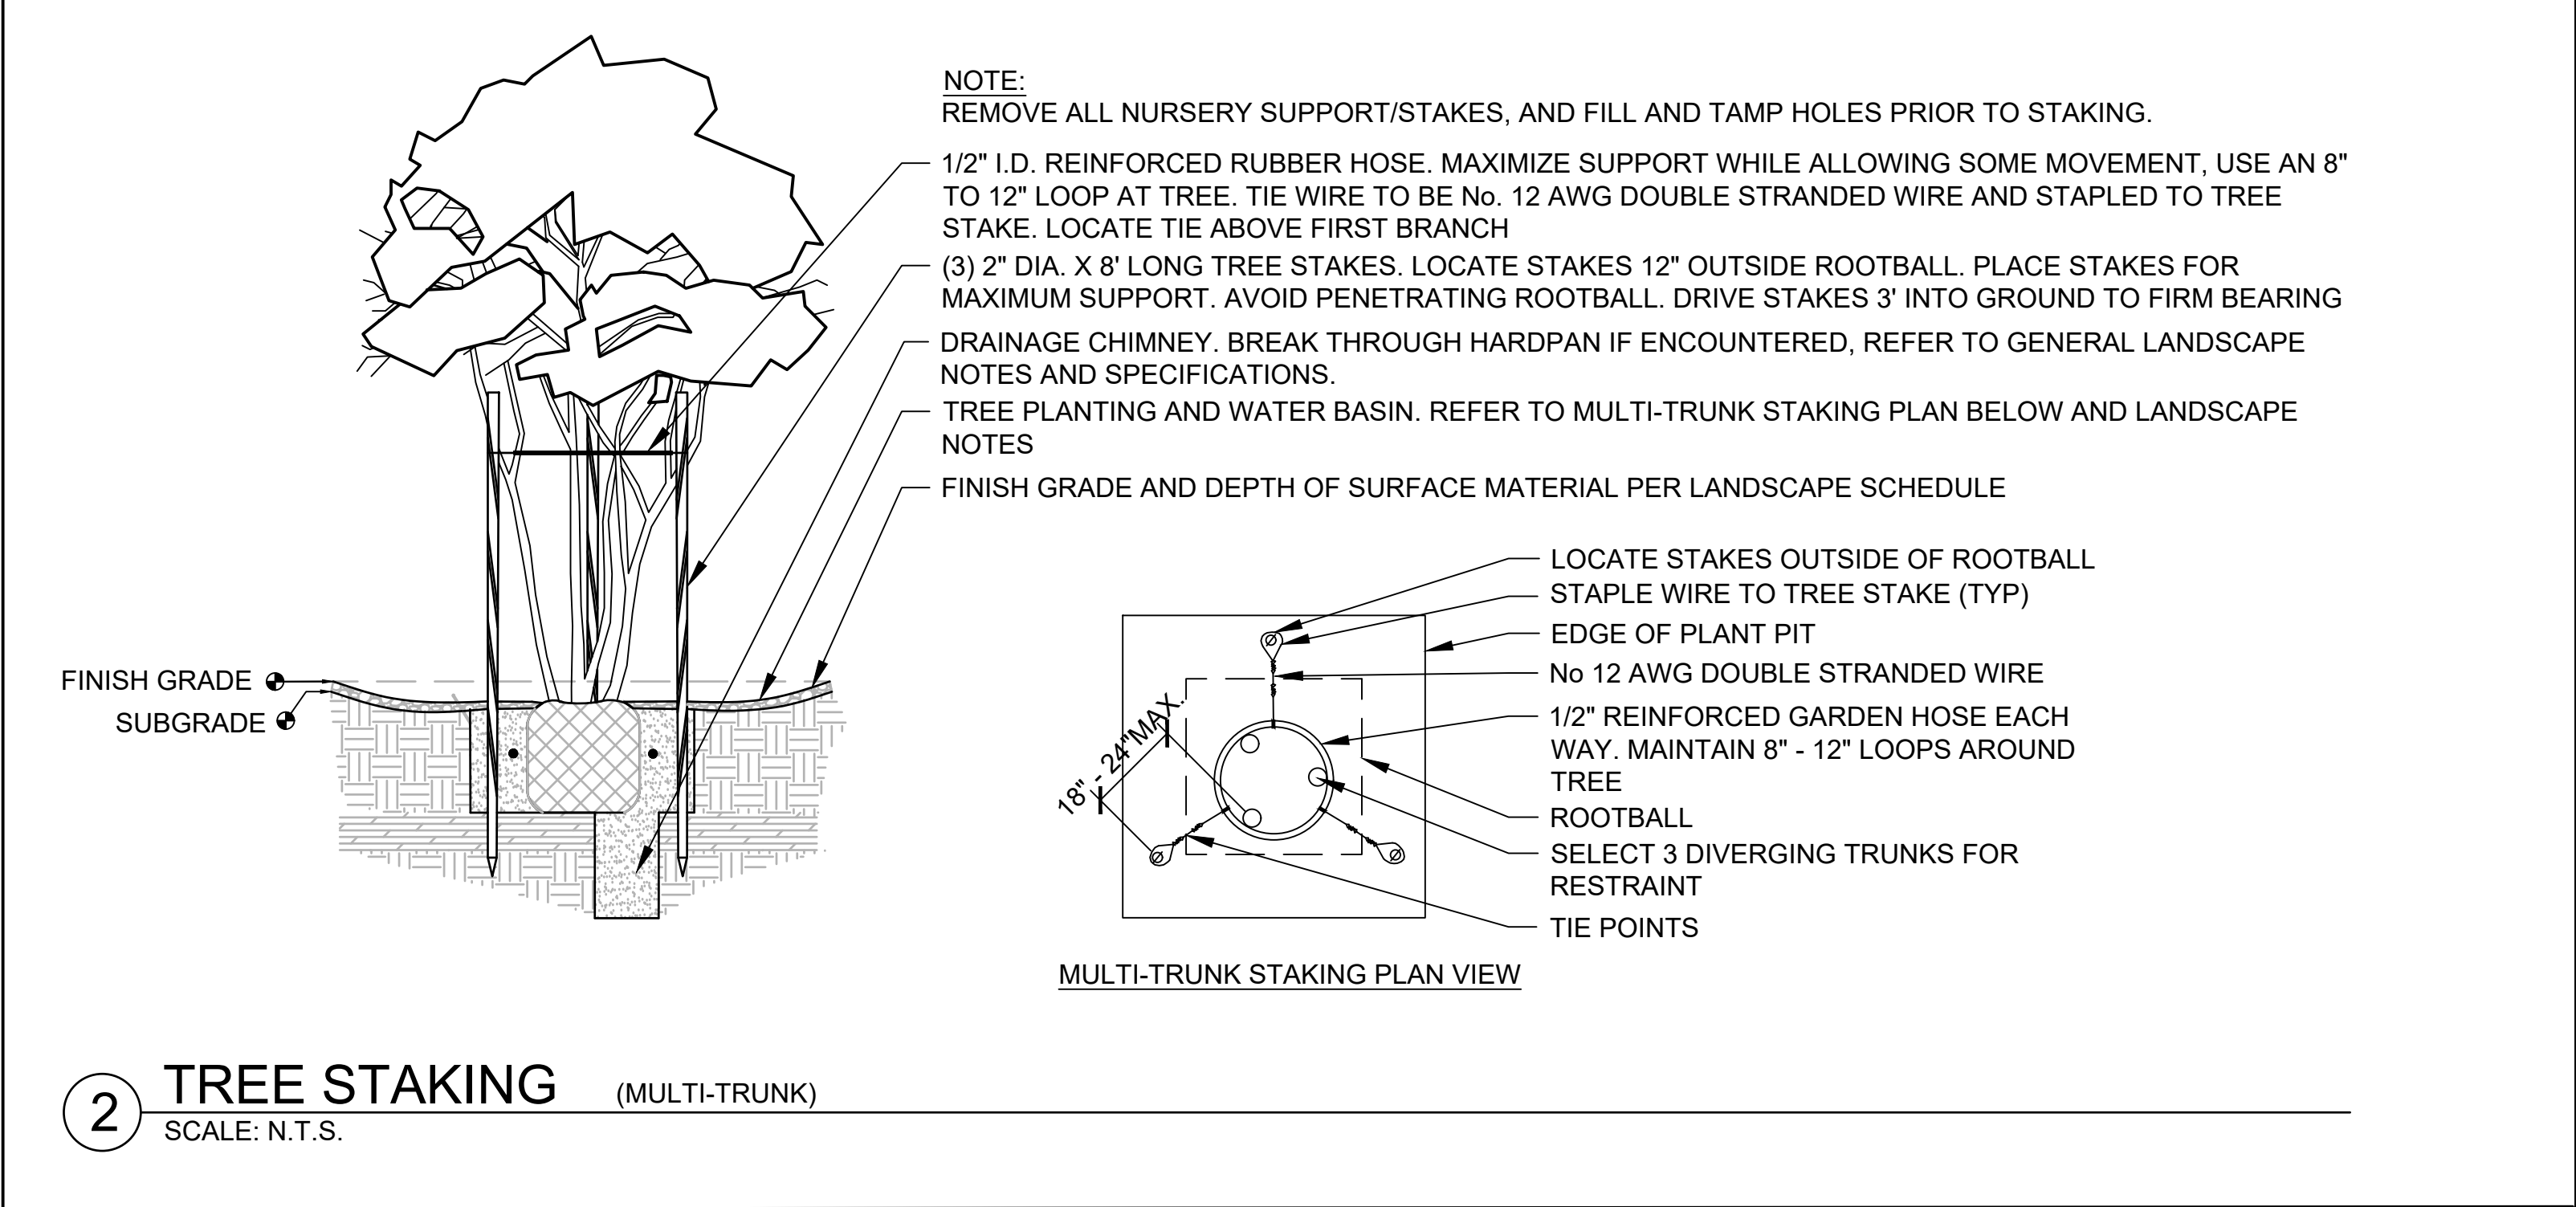 NOTE:
REMOVE ALL NURSERY SUPPORT/STAKES, AND FILL AND TAMP HOLES PRIOR TO STAKING.
1/2" I.D. REINFORCED RUBBER HOSE. MAXIMIZE SUPPORT WHILE ALLOWING SOME MOVEMENT, USE AN 8"
TO 12" LOOP AT TREE. TIE WIRE TO BE No. 12 AWG DOUBLE STRANDED WIRE AND STAPLED TO TREE
STAKE. LOCATE TIE ABOVE FIRST BRANCH
(3) 2" DIA. X 8' LONG TREE STAKES. LOCATE STAKES 12" OUTSIDE ROOTBALL. PLACE STAKES FOR
MAXIMUM SUPPORT. AVOID PENETRATING ROOTBALL. DRIVE STAKES 3' INTO GROUND TO FIRM BEARING
DRAINAGE CHIMNEY. BREAK THROUGH HARDPAN IF ENCOUNTERED, REFER TO GENERAL LANDSCAPE
NOTES AND SPECIFICATIONS.
TREE PLANTING AND WATER BASIN. REFER TO MULTI-TRUNK STAKING PLAN BELOW AND LANDSCAPE
NOTES
FINISH GRADE AND DEPTH OF SURFACE MATERIAL PER LANDSCAPE SCHEDULE
FINISH GRADE
SUBGRADE
LOCATE STAKES OUTSIDE OF ROOTBALL
STAPLE WIRE TO TREE STAKE (TYP)
EDGE OF PLANT PIT
No 12 AWG DOUBLE STRANDED WIRE
1/2" REINFORCED GARDEN HOSE EACH
WAY. MAINTAIN 8" - 12" LOOPS AROUND
TREE
ROOTBALL
SELECT 3 DIVERGING TRUNKS FOR
RESTRAINT
TIE POINTS
18" - 24"MAX.
MULTI-TRUNK STAKING PLAN VIEW
2
TREE STAKING (MULTI-TRUNK)
SCALE: N.T.S.